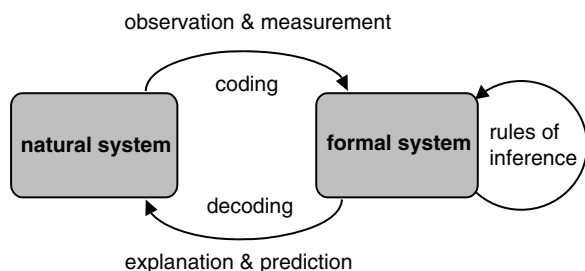 observation & measurement
coding
natural system
formal system
rules of
inference
decoding
explanation & prediction